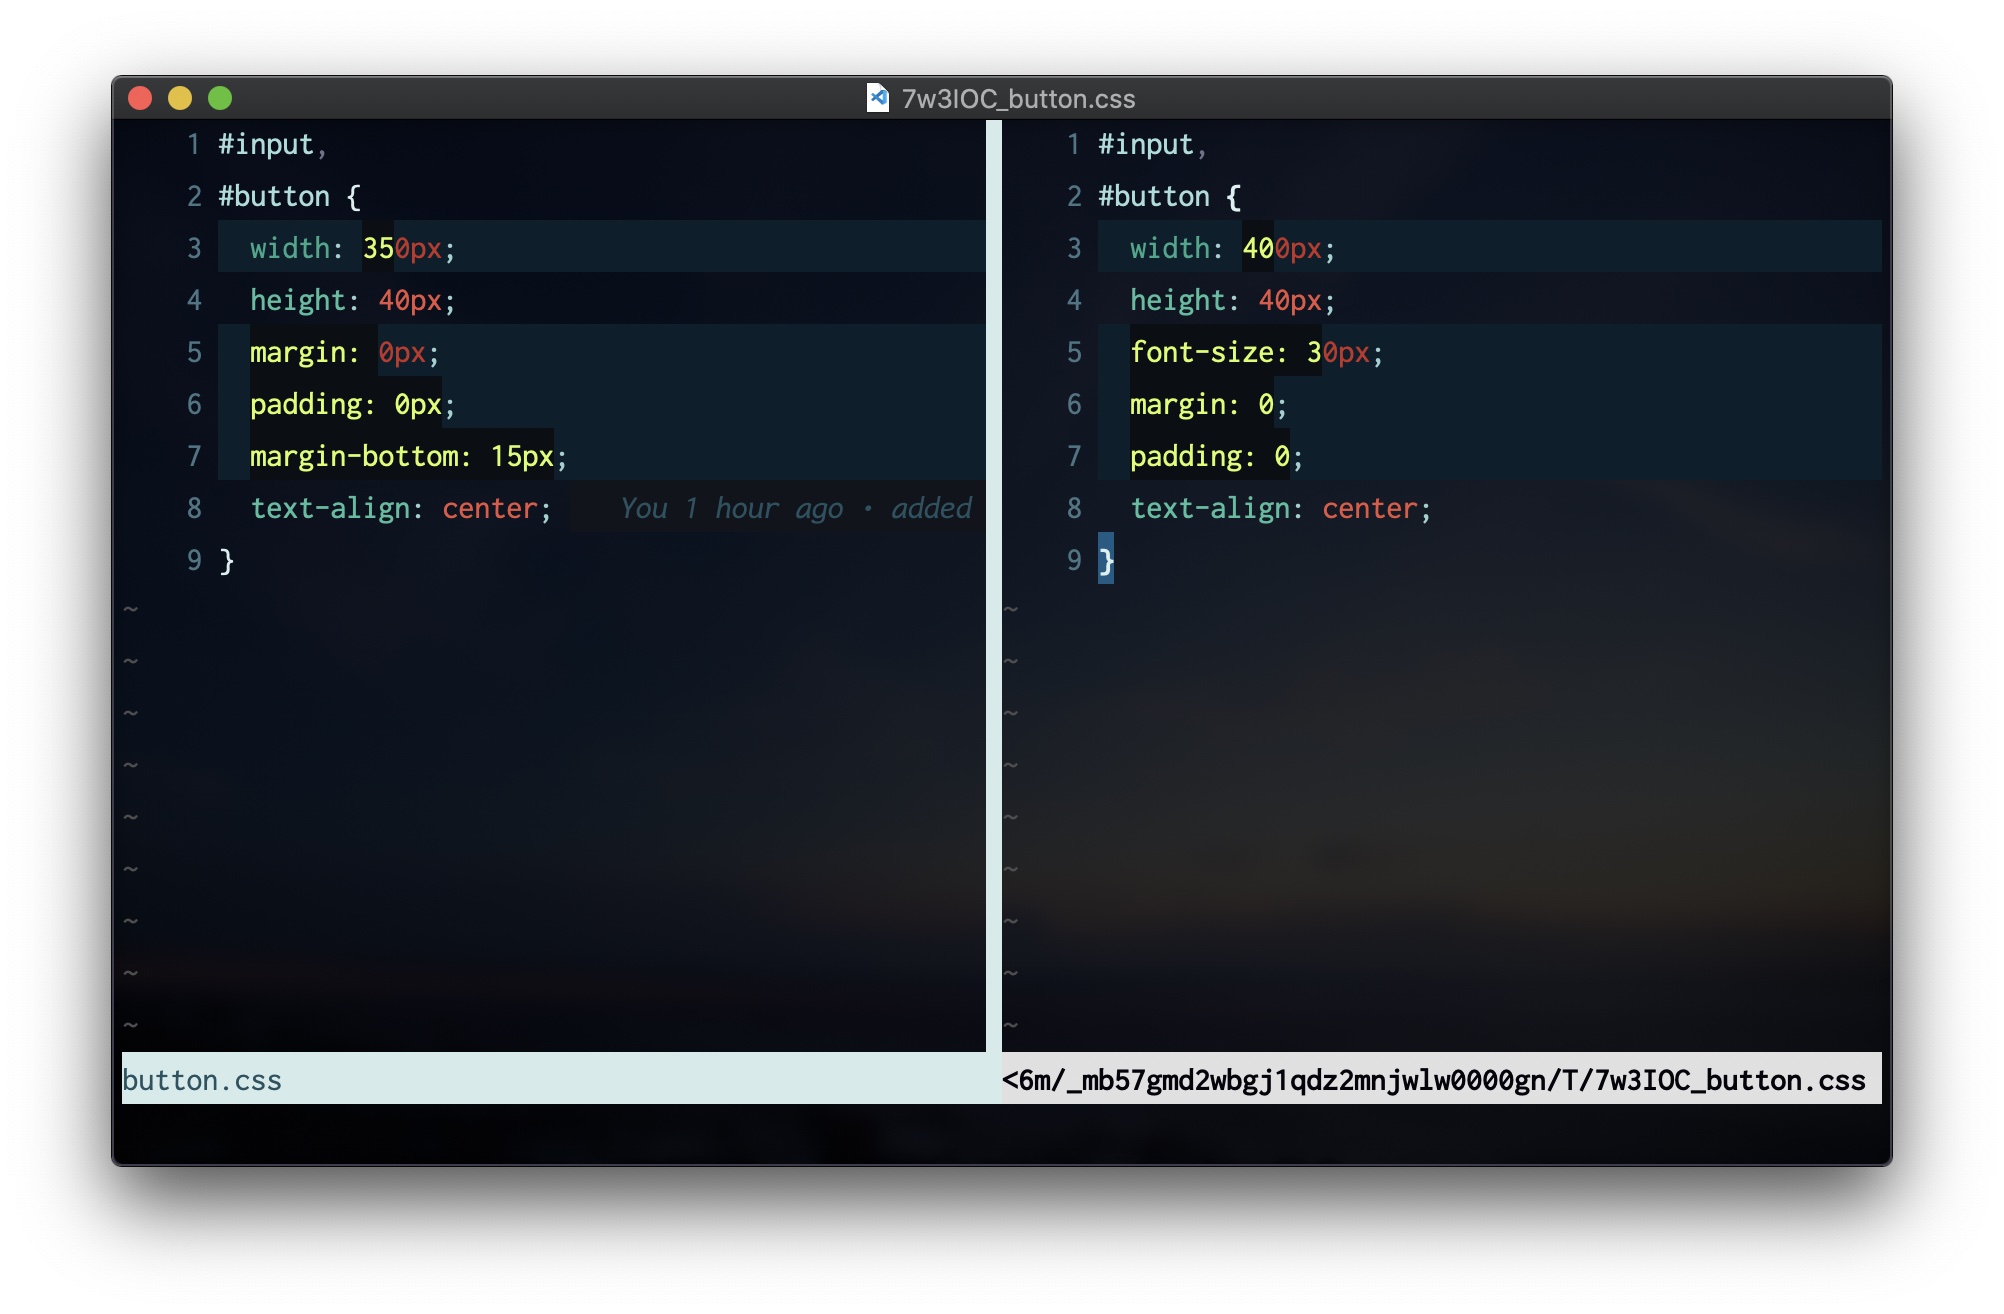 7w3IOC_button.css
1 #input,
2 #button {
3   width: 350px;
4   height: 40px;
5   margin: 0px;
6   padding: 0px;
7   margin-bottom: 15px;
8   text-align: center;    You 1 hour ago • added
9 }
~
~
~
~
~
~
~
~
~
button.css
1 #input,
2 #button {
3   width: 400px;
4   height: 40px;
5   font-size: 30px;
6   margin: 0;
7   padding: 0;
8   text-align: center;
9 }
~
~
~
~
~
~
~
~
~
<6m/_mb57gmd2wbgj1qdz2mnjwlw0000gn/T/7w3IOC_button.css